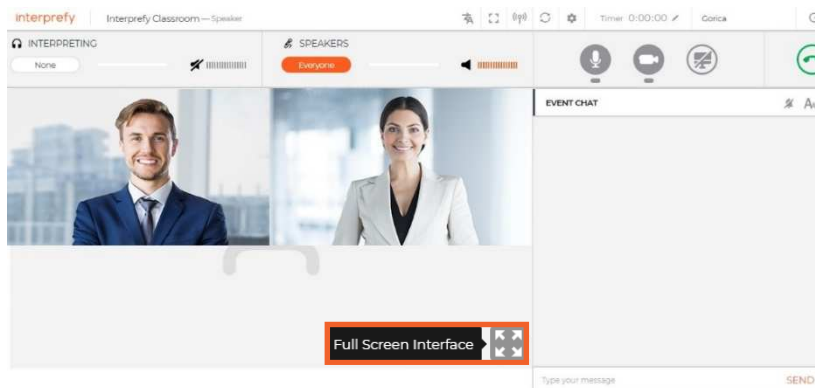 interprefy
Interprefy Classroom — Speaker
Timer 0:00:00
Gorica
INTERPRETING
None
SPEAKERS
Everyone
EVENT CHAT
Full Screen Interface
Type your message
SEND